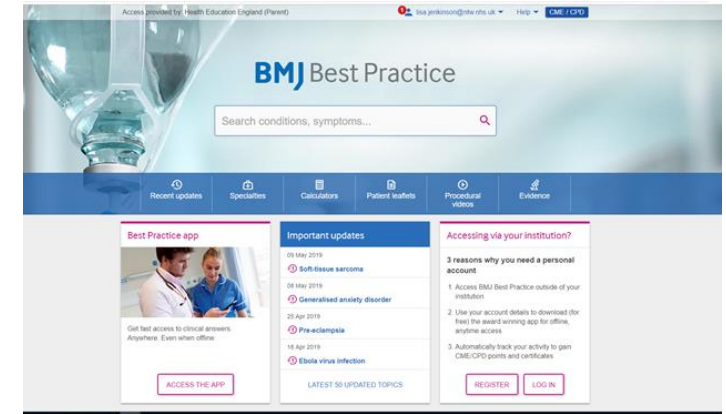 Access provided by: Health Education England (Parent)
lisa.jenkinson@ntw.nhs.uk
Help
CME / CPD
BMJ Best Practice
Search conditions, symptoms...
Recent updates
Specialties
Calculators
Patient leaflets
Procedural
videos
Evidence
Best Practice app
Get fast access to clinical answers.
Anywhere. Even when offline
ACCESS THE APP
Important updates
09 May 2019
Soft-tissue sarcoma
08 May 2019
Generalised anxiety disorder
25 Apr 2019
Pre-eclampsia
16 Apr 2019
Ebola virus infection
LATEST 50 UPDATED TOPICS
Accessing via your institution?
3 reasons why you need a personal
account
1. Access BMJ Best Practice outside of your
institution
2. Use your account details to download (for
free) the award winning app for offline,
anytime access
3. Automatically track your activity to gain
CME/CPD points and certificates
REGISTER
LOG IN